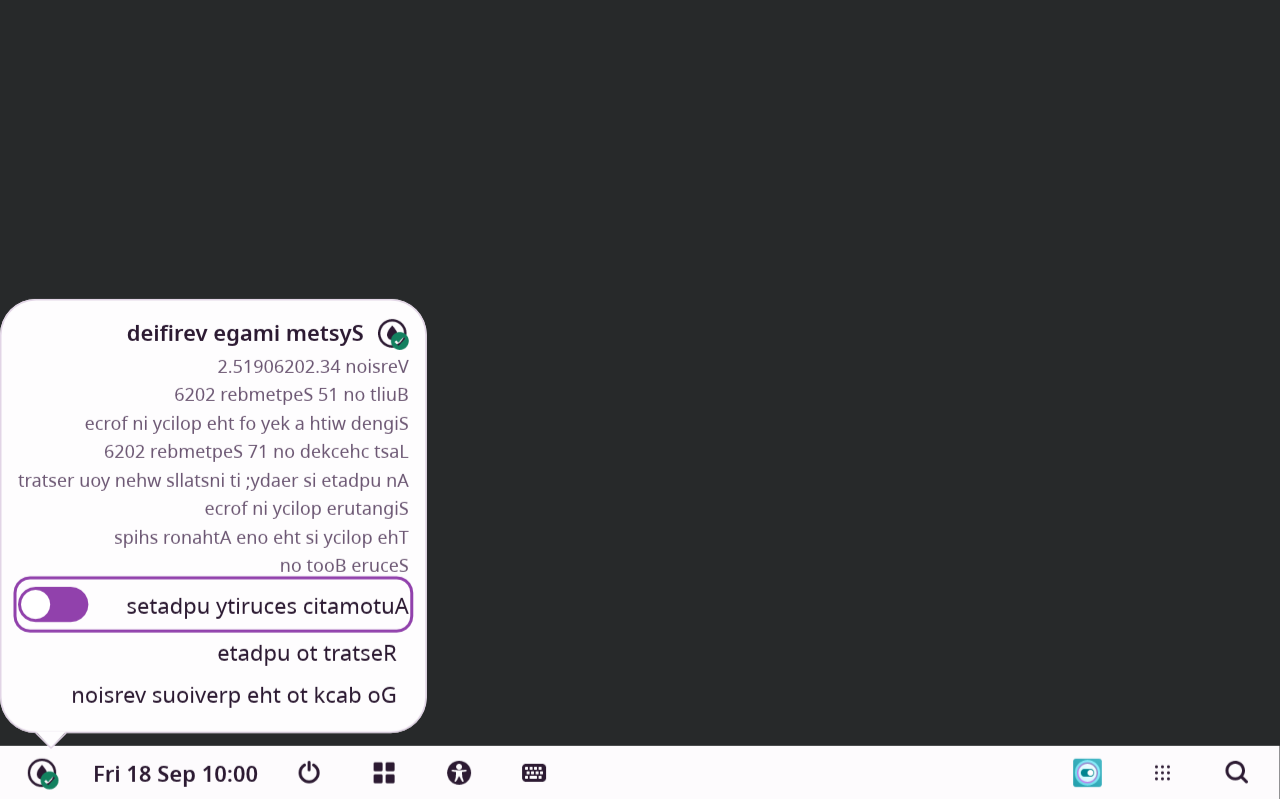 deifirev egami metsyS
2.51906202.34 noisreV
6202 rebmetpeS 51 no tliuB
ecrof ni ycilop eht fo yek a htiw dengiS
6202 rebmetpeS 71 no dekcehc tsaL
tratser uoy nehw sllatsni ti ;ydaer si etadpu nA
ecrof ni ycilop erutangiS
spihs ronahtA eno eht si ycilop ehT
no tooB eruceS
setadpu ytiruces citamotuA
etadpu ot tratseR
noisrev suoiverp eht ot kcab oG
Fri 18 Sep 10:00